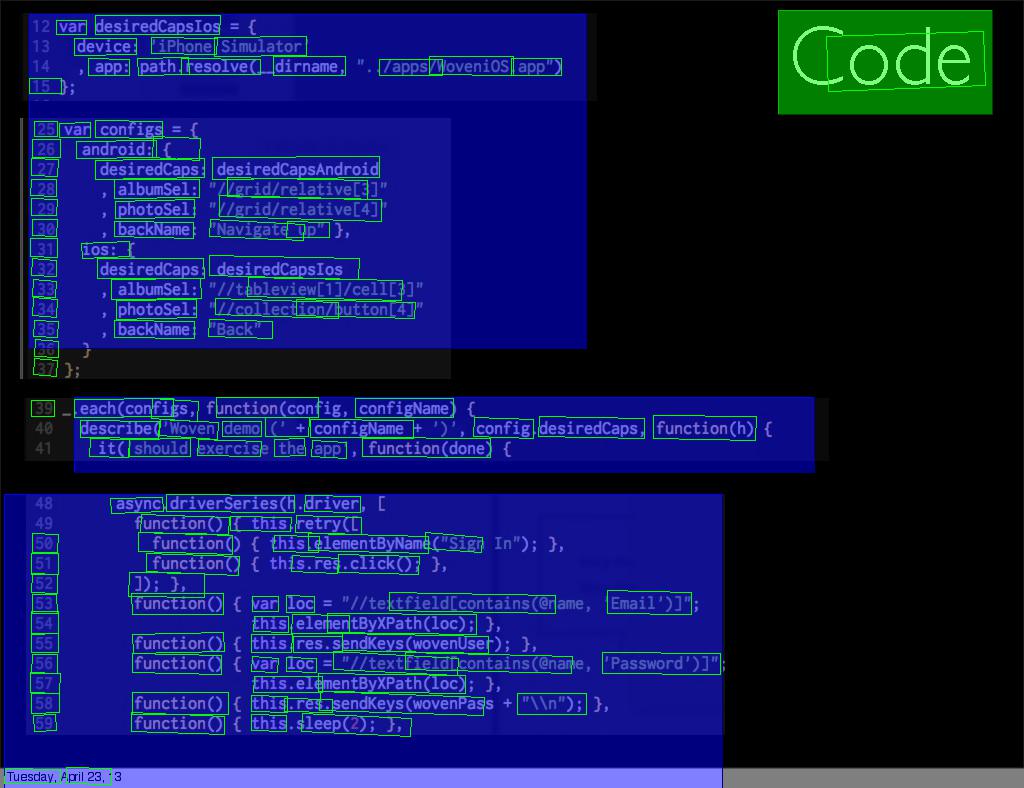 Code
12 var desiredCapsIos = {
13 device: 'iPhone Simulator
14 , app: path.resolve(__dirname, "../apps/WoveniOS.app")
15 };
25 var configs = {
26 android: {
27 desiredCaps: desiredCapsAndroid
28 , albumSel: "//grid/relative[3]"
29 , photoSel: "//grid/relative[4]"
30 , backName: "Navigate Up" },
31 ios: {
32 desiredCaps: desiredCapsIos
33 , albumSel: "//tableview[1]/cell[3]"
34 , photoSel: "//collection/button[4]"
35 , backName: "Back"
36 }
37 };
39 _.each(configs, function(config, configName) {
40 describe('Woven demo (' + configName + ')', config.desiredCaps, function(h) {
41 it('should exercise the app', function(done) {
48 async.driverSeries(h.driver, [
49 function() { this.retry([
50 function() { this.elementByName("Sign In"); },
51 function() { this.res.click(); },
52 ]); },
53 function() { var loc = "//textfield[contains(@name, 'Email')]";
54 this.elementByXPath(loc); },
55 function() { this.res.sendKeys(wovenUser); },
56 function() { var loc = "//textfield[contains(@name, 'Password')]";
57 this.elementByXPath(loc); },
58 function() { this.res.sendKeys(wovenPass + "\\n"); },
59 function() { this.sleep(2); },
Tuesday, April 23, 13